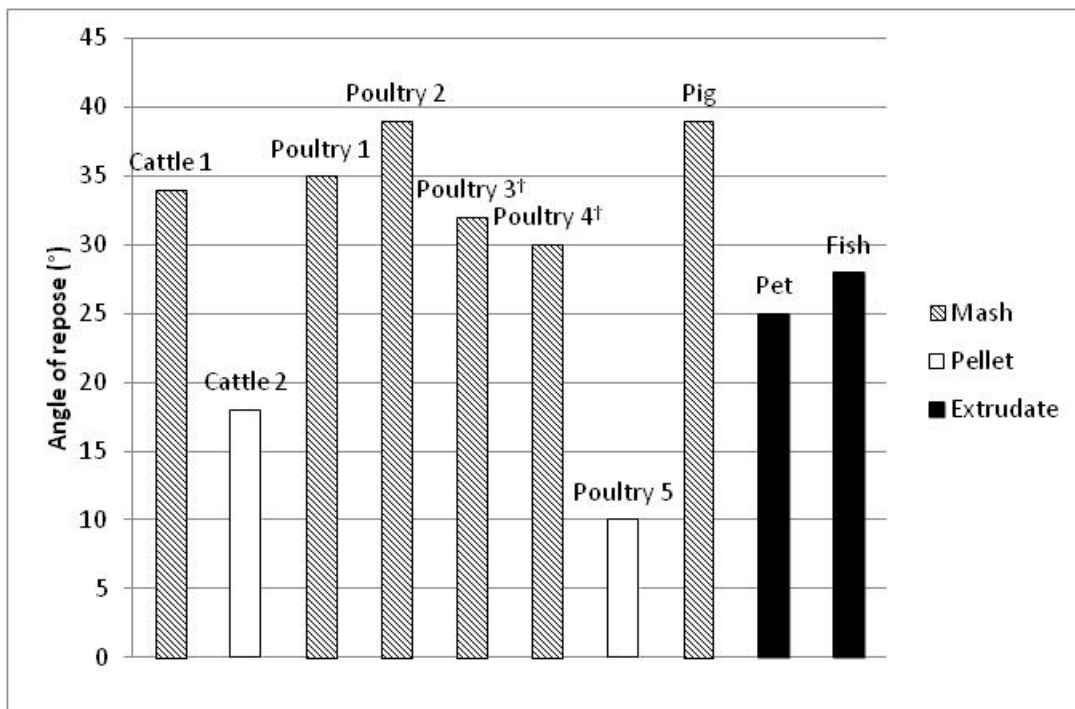 45
40
35
30
25
20
15
10
5
0
Angle of repose (°)
Cattle 1
Cattle 2
Poultry 1
Poultry 2
Poultry 3†
Poultry 4†
Poultry 5
Pig
Pet
Fish
Mash
Pellet
Extrudate